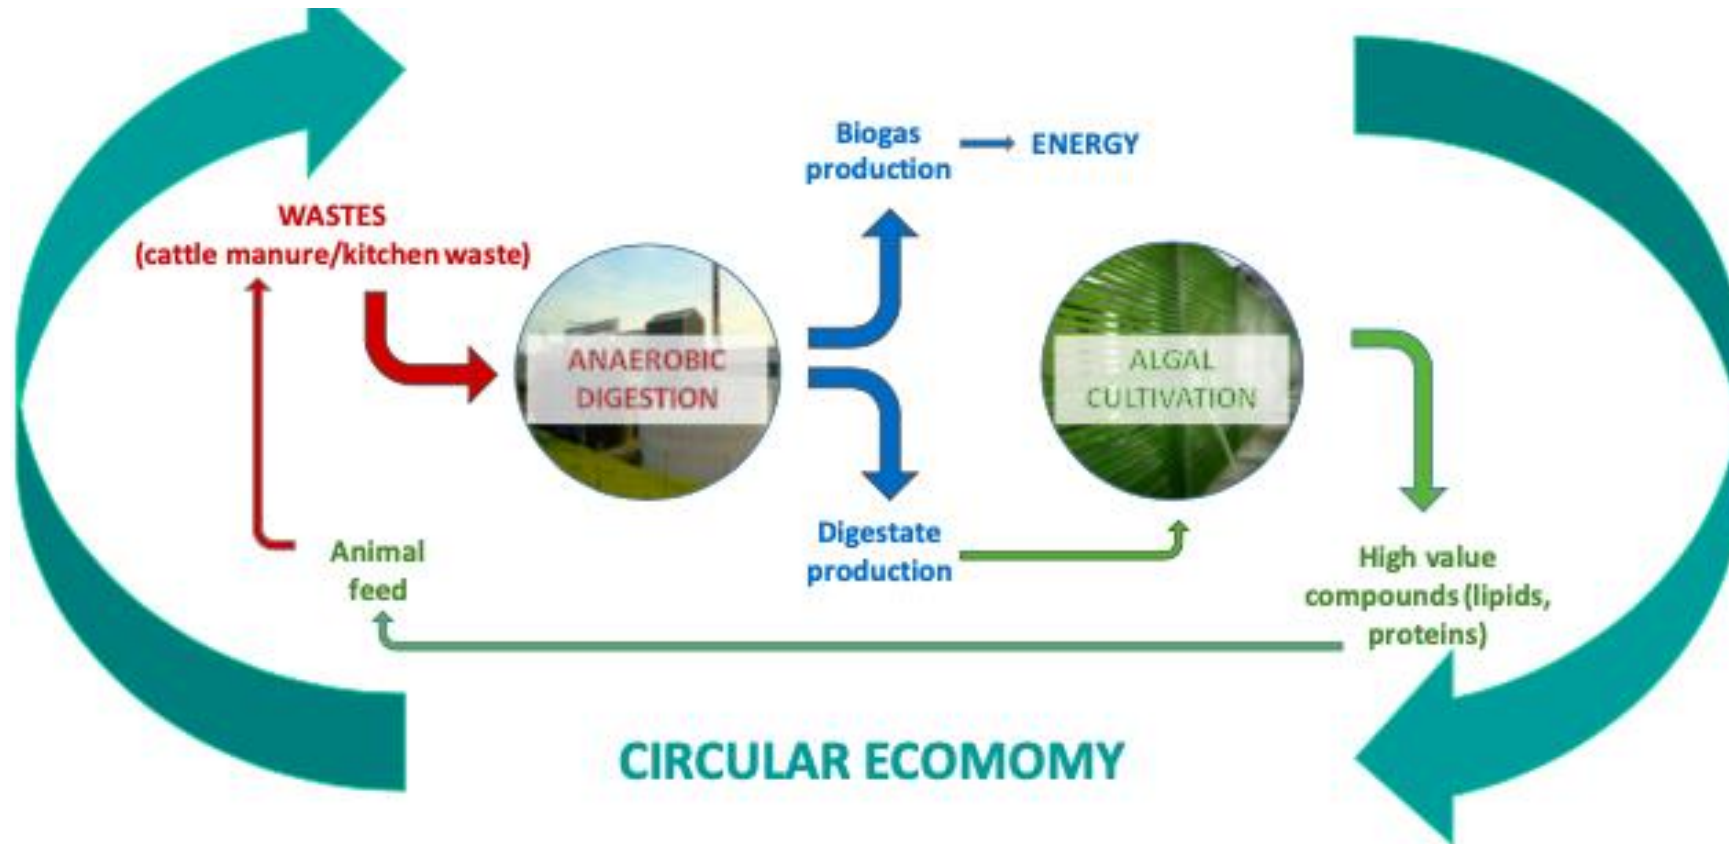 Biogas
production
ENERGY
WASTES
(cattle manure/kitchen waste)
ANAEROBIC
DIGESTION
ALGAL
CULTIVATION
Digestate
production
Animal
feed
High value
compounds (lipids,
proteins)
CIRCULAR ECOMOMY